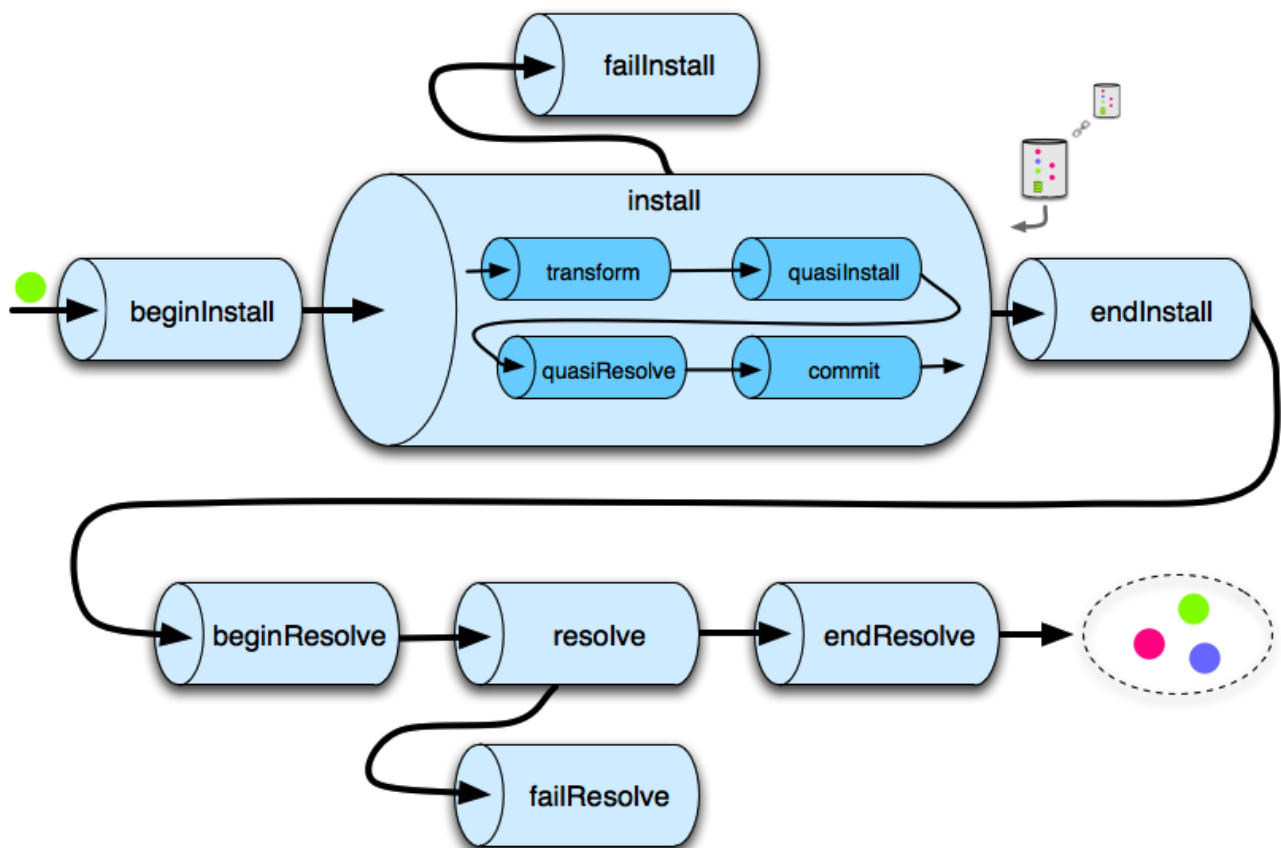 failInstall
install
transform
quasiInstall
beginInstall
endInstall
quasiResolve
commit
beginResolve
resolve
endResolve
failResolve